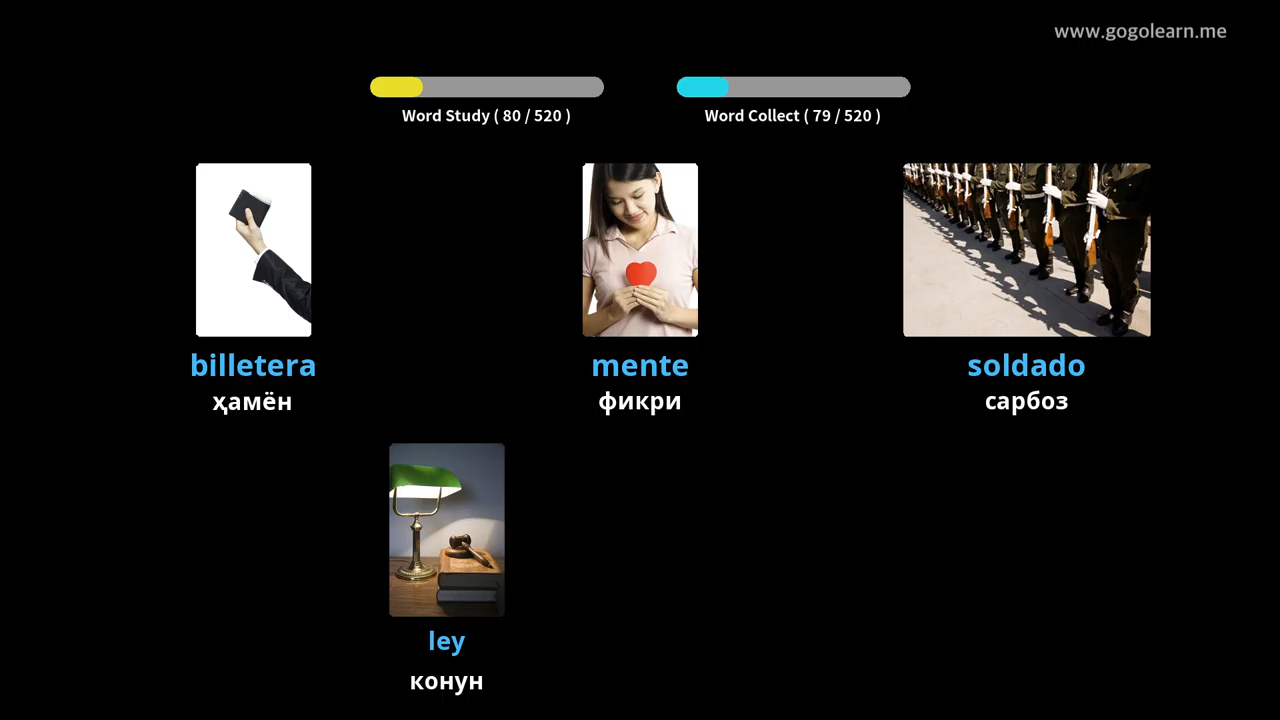 www.gogolearn.me
Word Study ( 80 / 520 )
Word Collect ( 79 / 520 )
billetera
ҳамён
mente
фикри
soldado
сарбоз
ley
конун